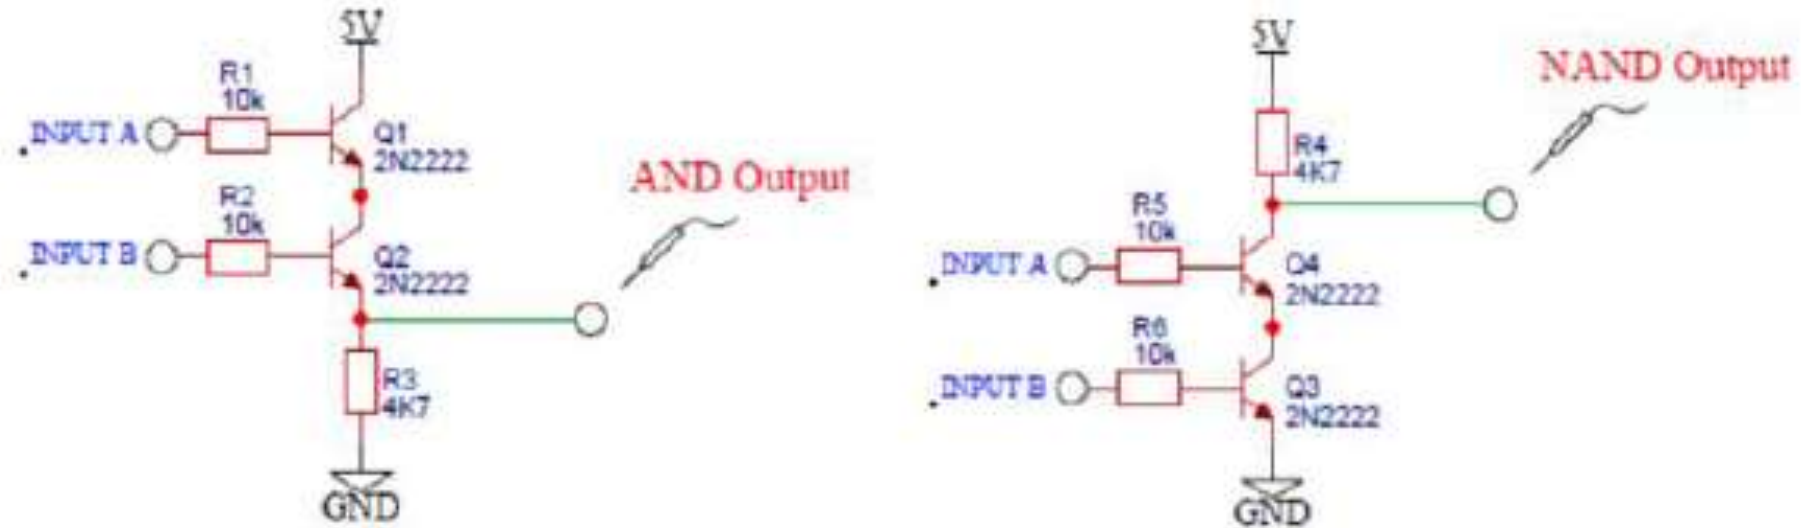 5V
R1
10k
INPUT A
Q1
2N2222
R2
10k
INPUT B
Q2
2N2222
AND Output
R3
4K7
GND
5V
NAND Output
R4
4K7
R5
10k
INPUT A
Q4
2N2222
R6
10k
INPUT B
Q3
2N2222
GND